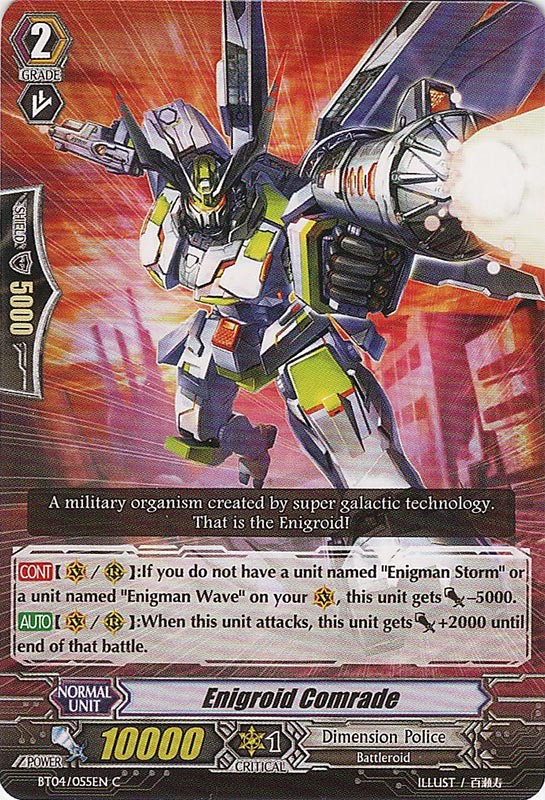 2
GRADE
SHIELD
5000
A military organism created by super galactic technology.
That is the Enigroid!
CONT【 / 】:If you do not have a unit named "Enigman Storm" or
a unit named "Enigman Wave" on your , this unit gets –5000.
AUTO【 / 】:When this unit attacks, this unit gets +2000 until
end of that battle.
NORMAL
UNIT
Enigroid Comrade
POWER
10000
1
CRITICAL
Dimension Police
Battleroid
BT04/055EN C
ILLUST / 百瀬寿